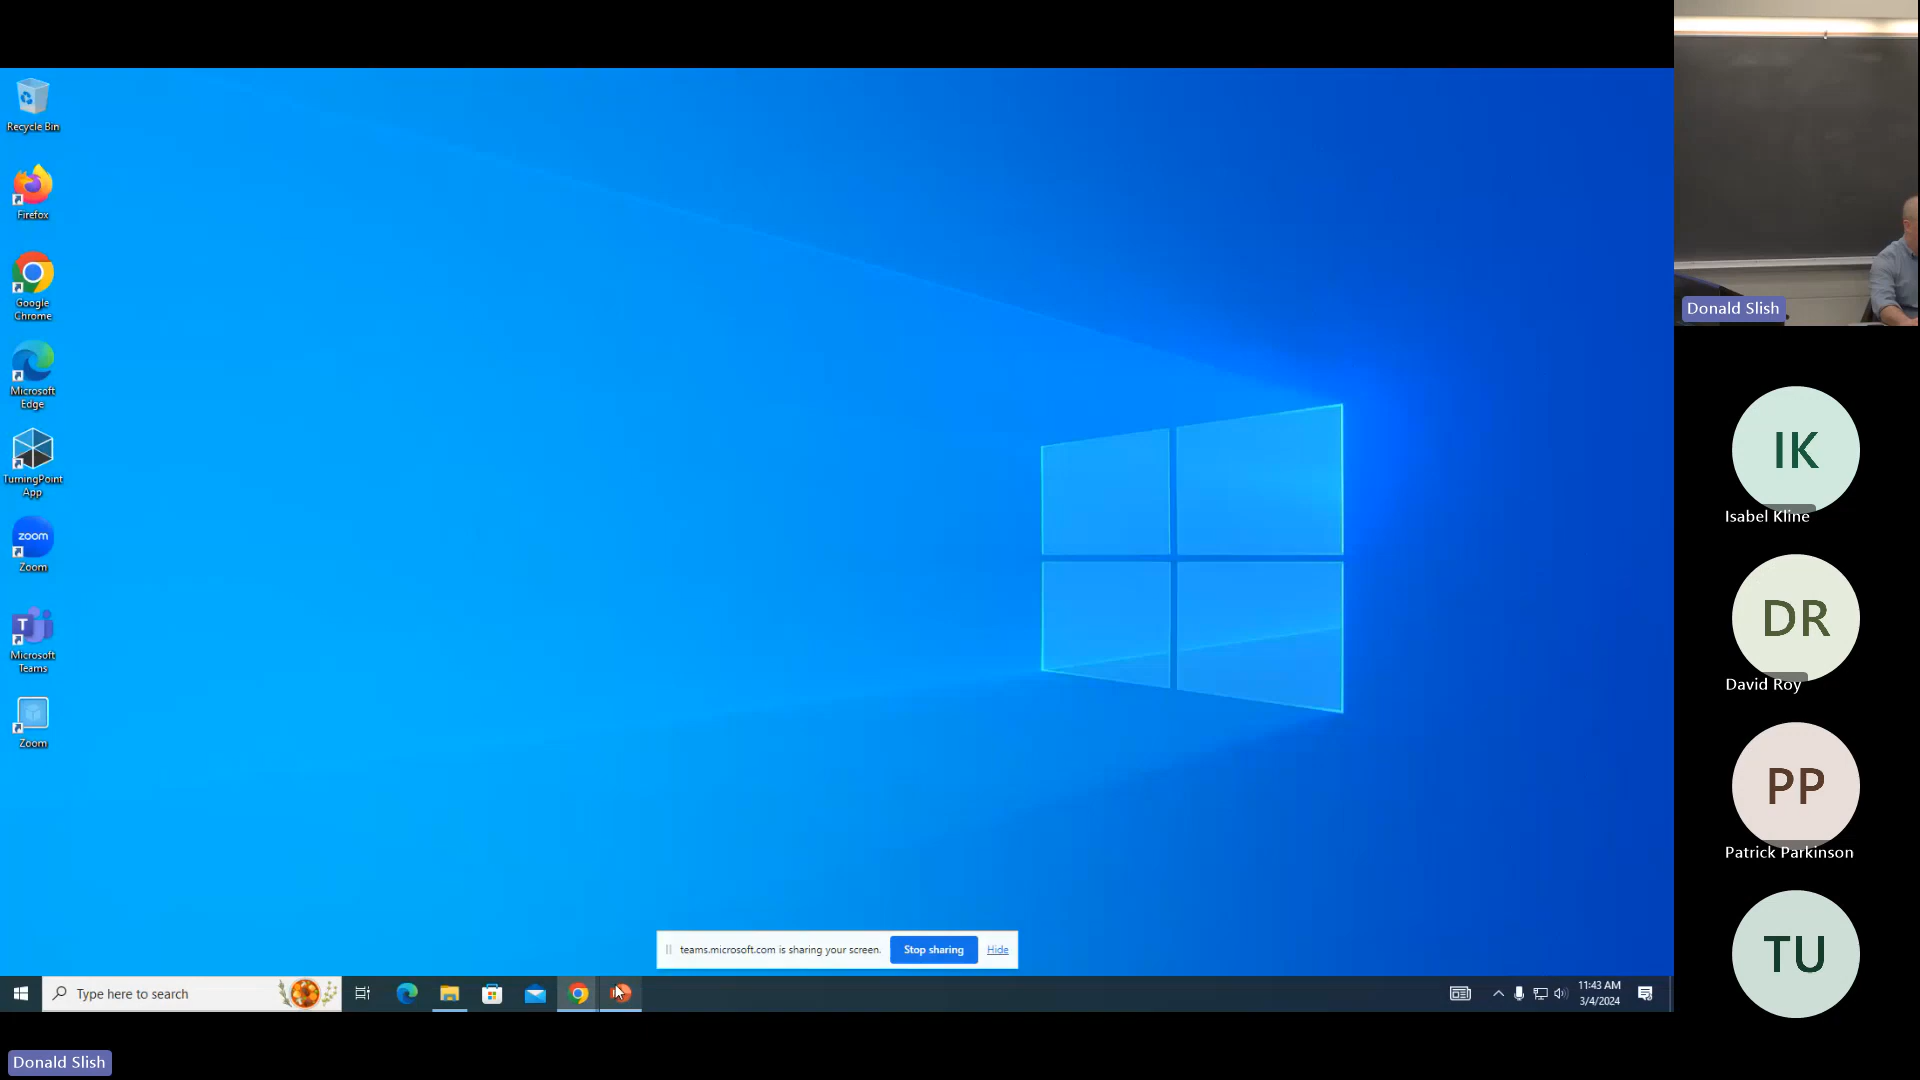 Recycle Bin
Firefox
Google
Chrome
Microsoft
Edge
TurningPoint
App
zoom
Zoom
T
Microsoft
Teams
Zoom
teams.microsoft.com is sharing your screen.
Stop sharing
Hide
Type here to search
11:43 AM
3/4/2024
Donald Slish
Donald Slish
IK
Isabel Kline
DR
David Roy
PP
Patrick Parkinson
TU